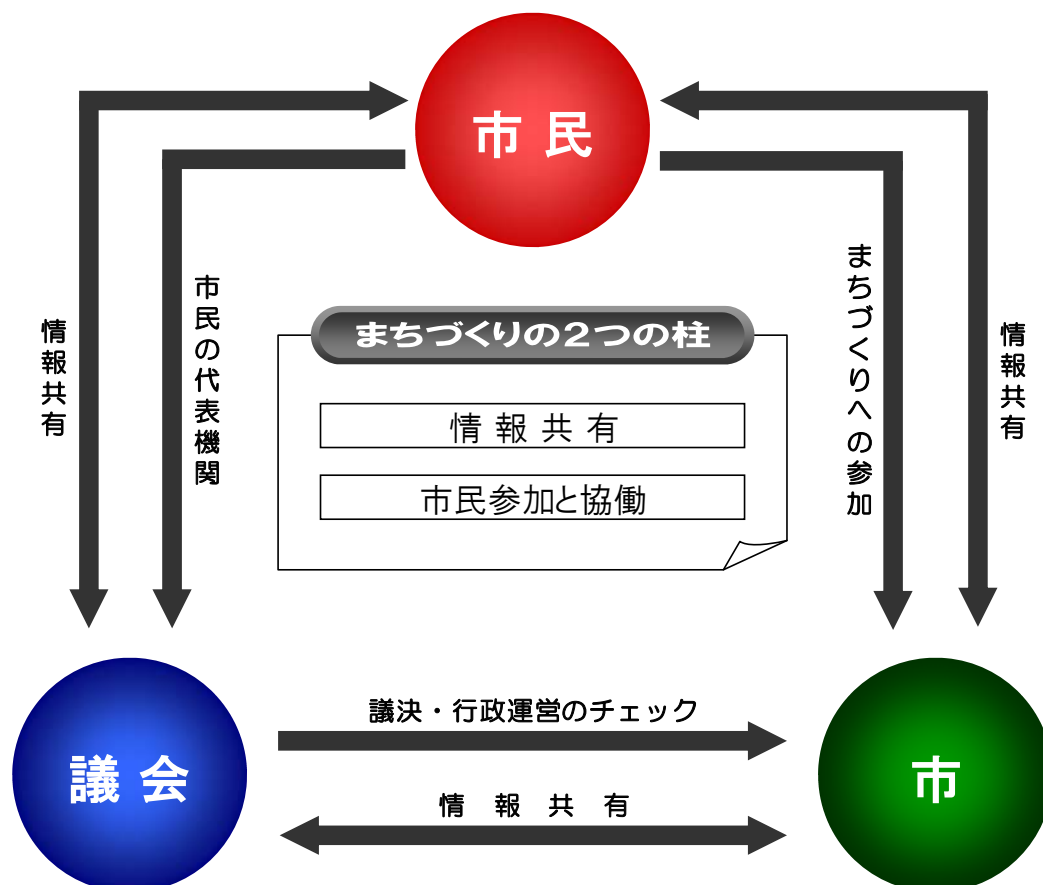 市民
情報共有
市民の代表機関
まちづくりの２つの柱
情報共有
市民参加と協働
まちづくりへの参加
情報共有
議会
議決・行政運営のチェック
情報共有
市